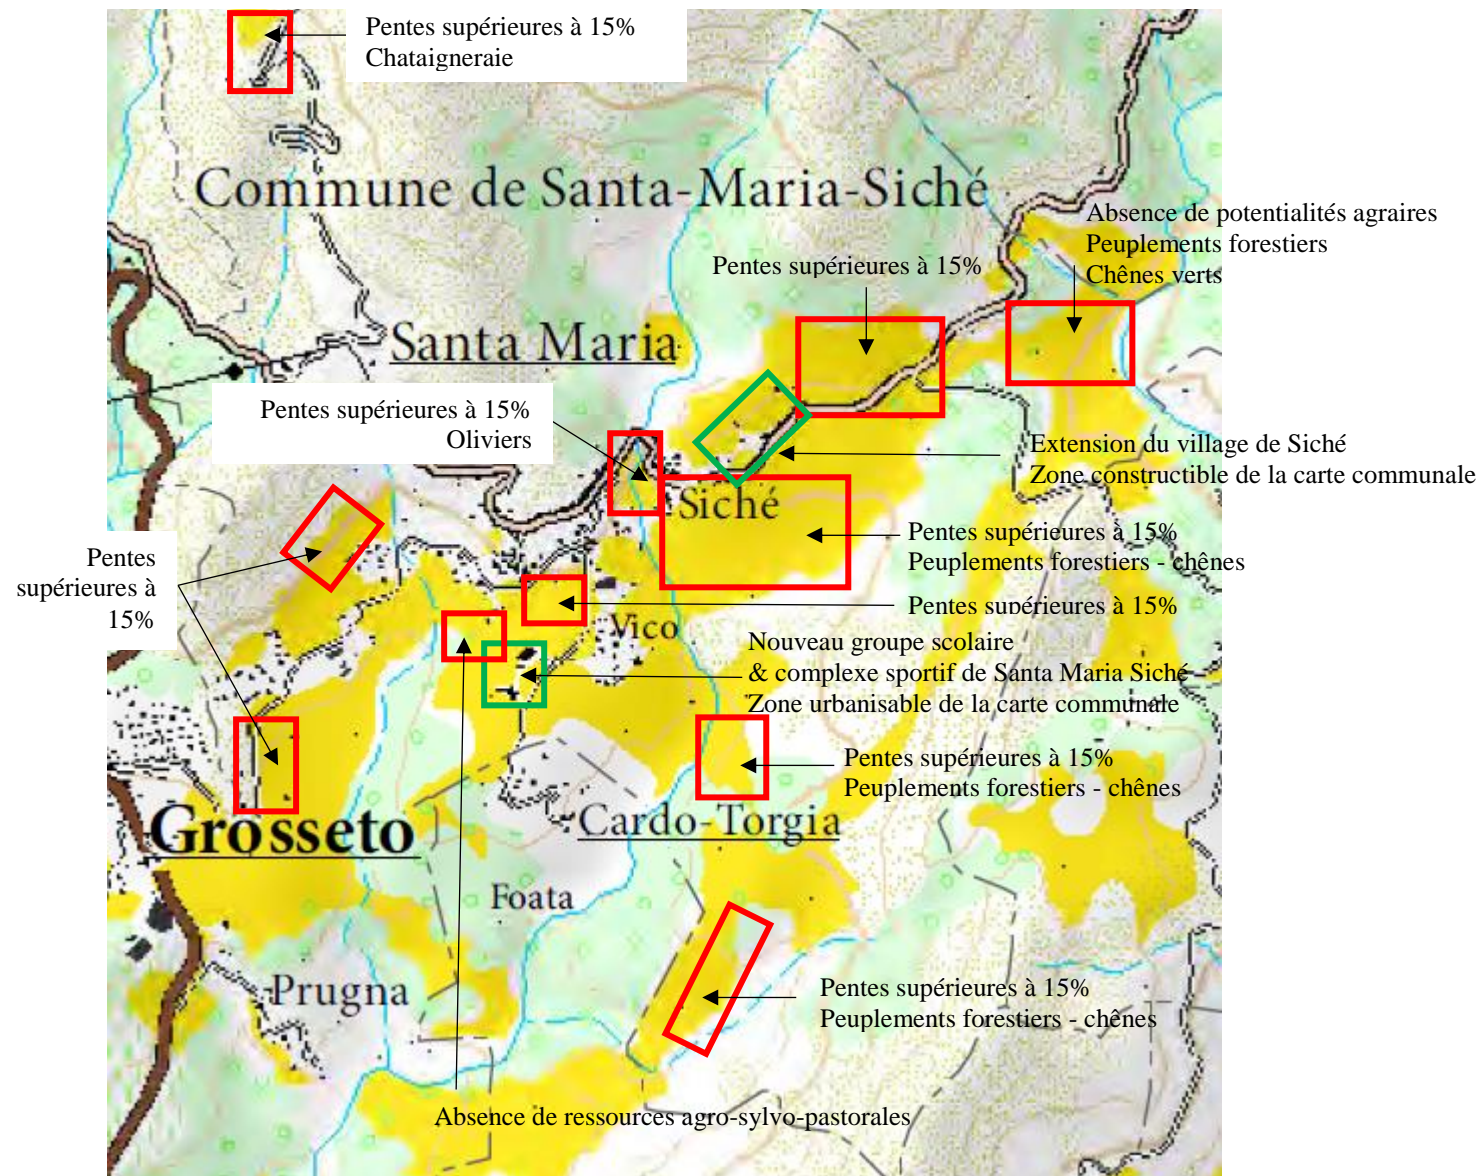 Pentes supérieures à 15%
Chataigneraie
Commune de Santa-Maria-Siché
Absence de potentialités agraires
Peuplements forestiers
Chênes verts
Pentes supérieures à 15%
Santa Maria
Pentes supérieures à 15%
Oliviers
Extension du village de Siché
Zone constructible de la carte communale
Siché
Pentes supérieures à 15%
Peuplements forestiers - chênes
Pentes
supérieures à
15%
Pentes supérieures à 15%
Vico
Nouveau groupe scolaire
& complexe sportif de Santa Maria Siché
Zone urbanisable de la carte communale
Pentes supérieures à 15%
Peuplements forestiers - chênes
Grosseto
Cardo-Torgia
Foata
Prugna
Pentes supérieures à 15%
Peuplements forestiers - chênes
Absence de ressources agro-sylvo-pastorales